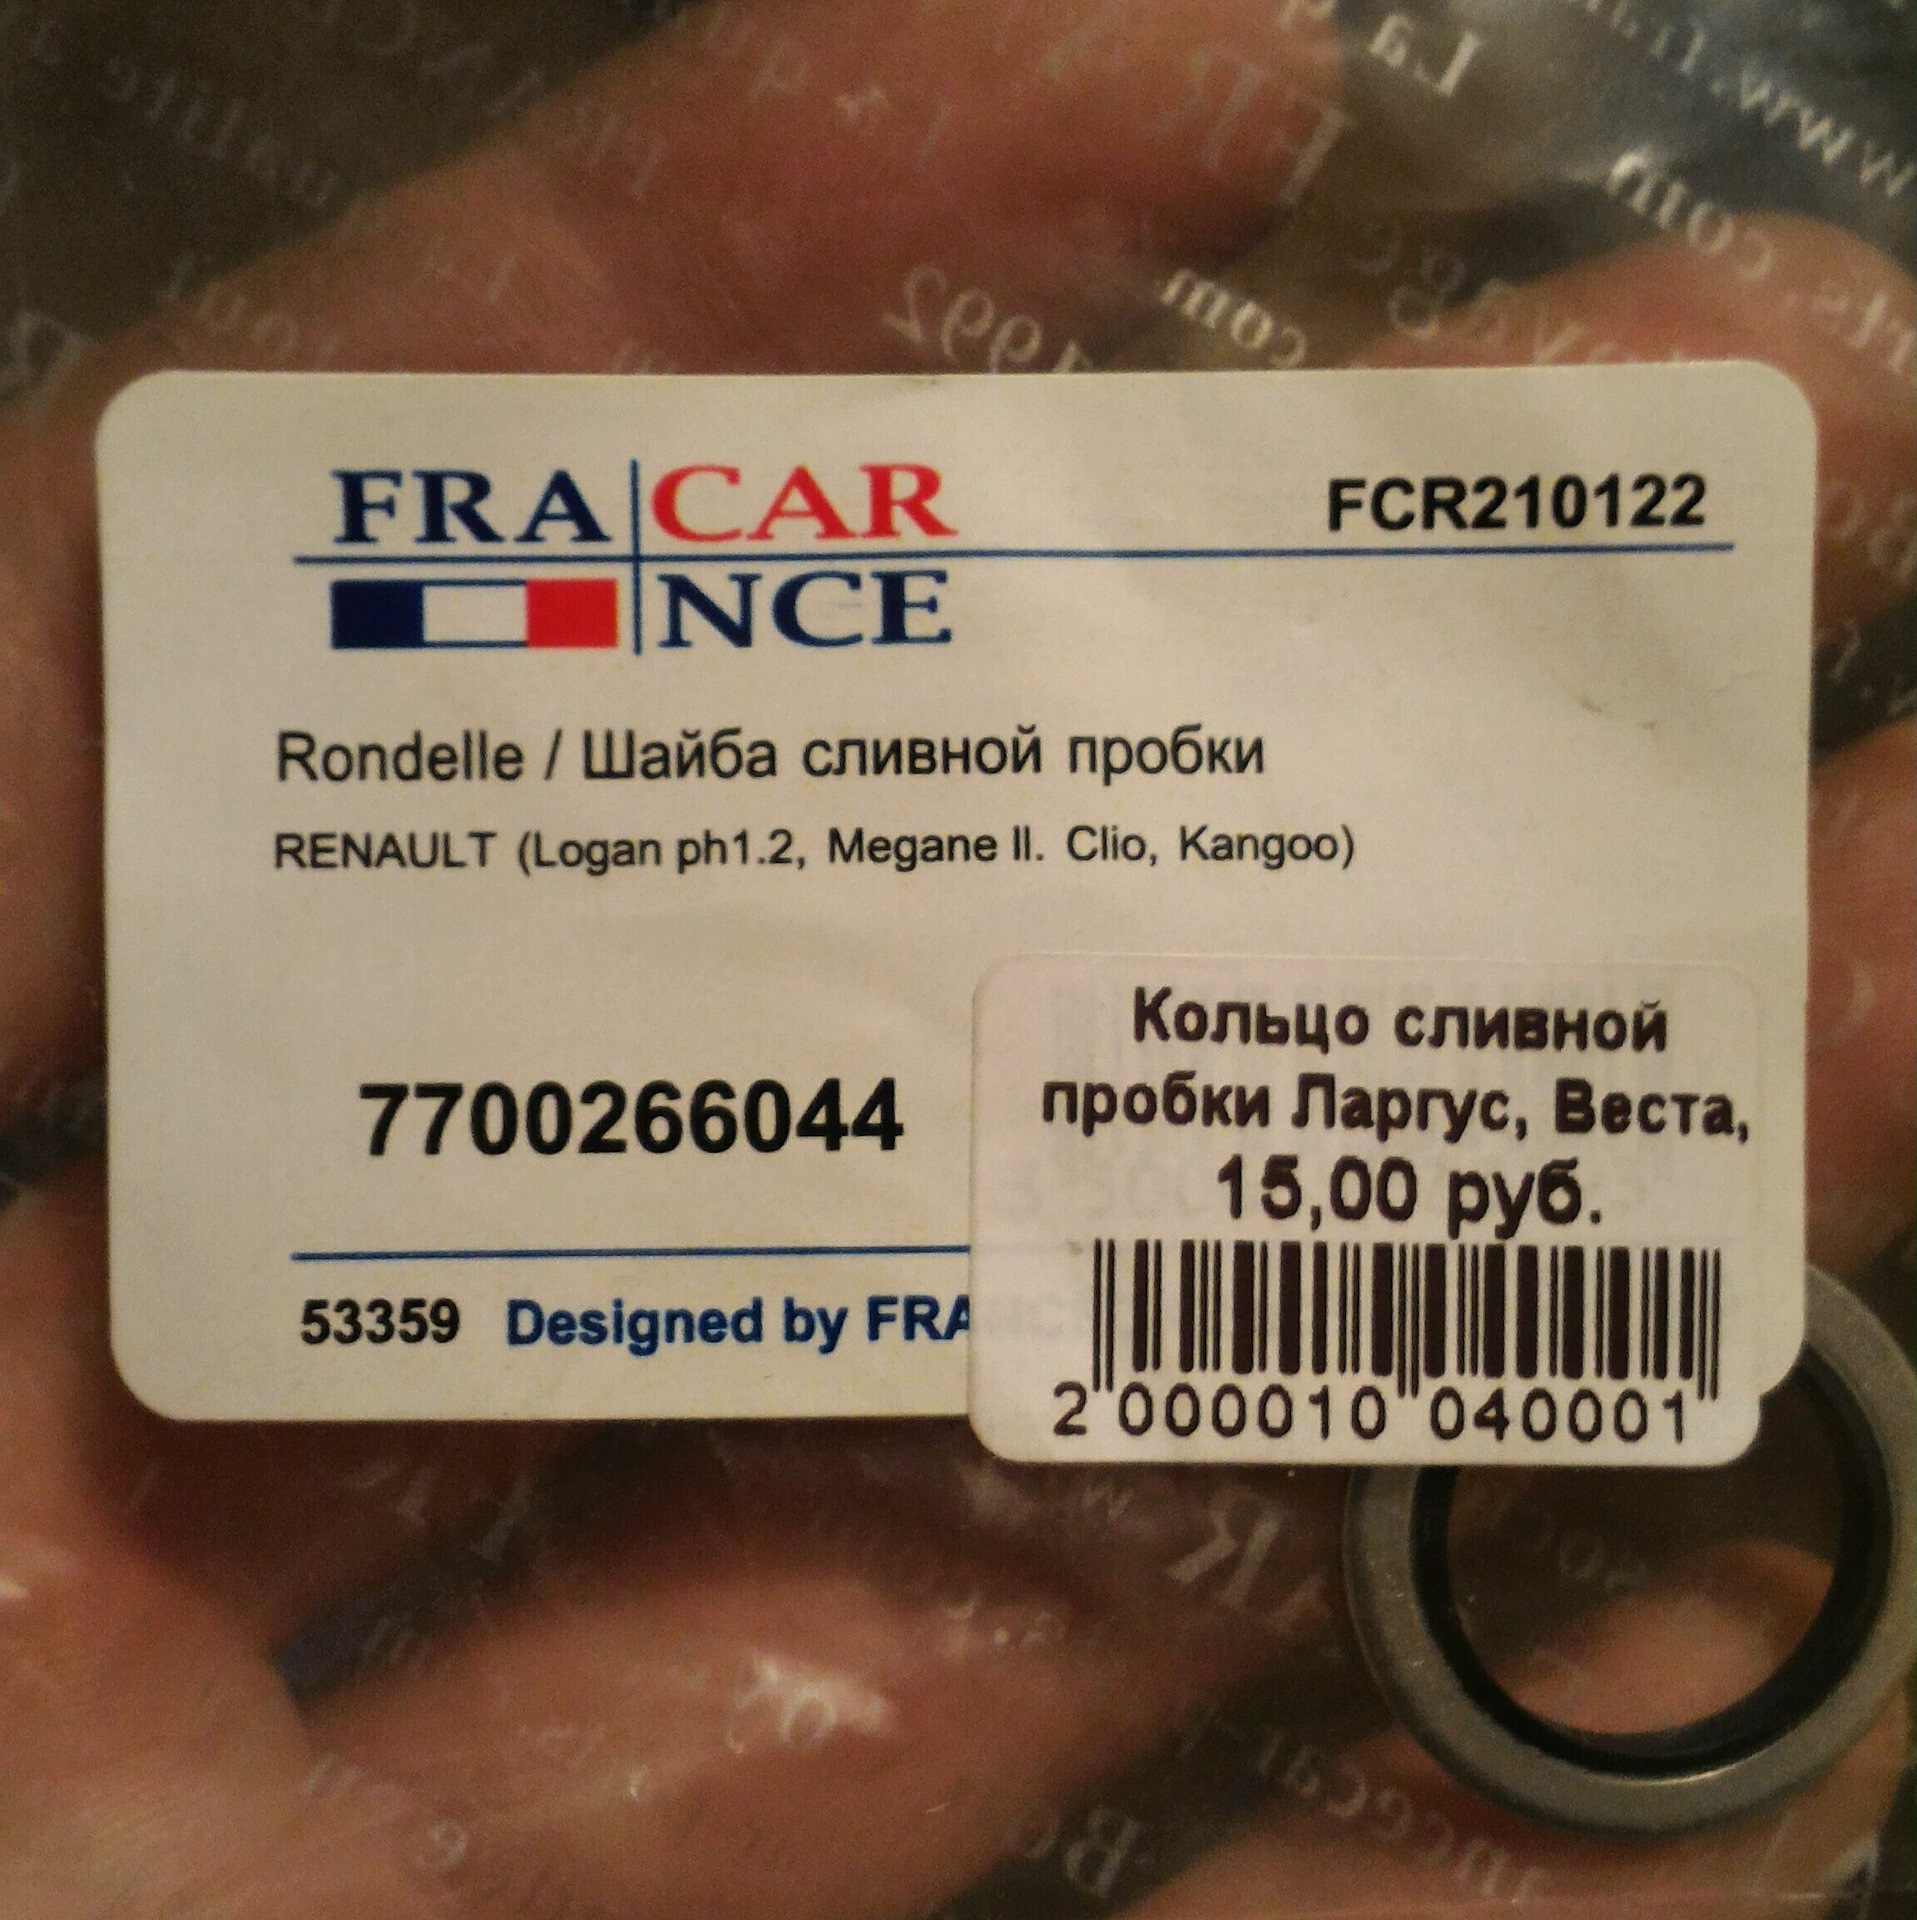 FRA CAR
NCE
FCR210122
Rondelle / Шайба сливной пробки
RENAULT (Logan ph1.2, Megane II. Clio, Kangoo)
7700266044
53359 Designed by FRA
Кольцо сливной
пробки Ларгус, Веста,
15,00 руб.
2 000010 040001